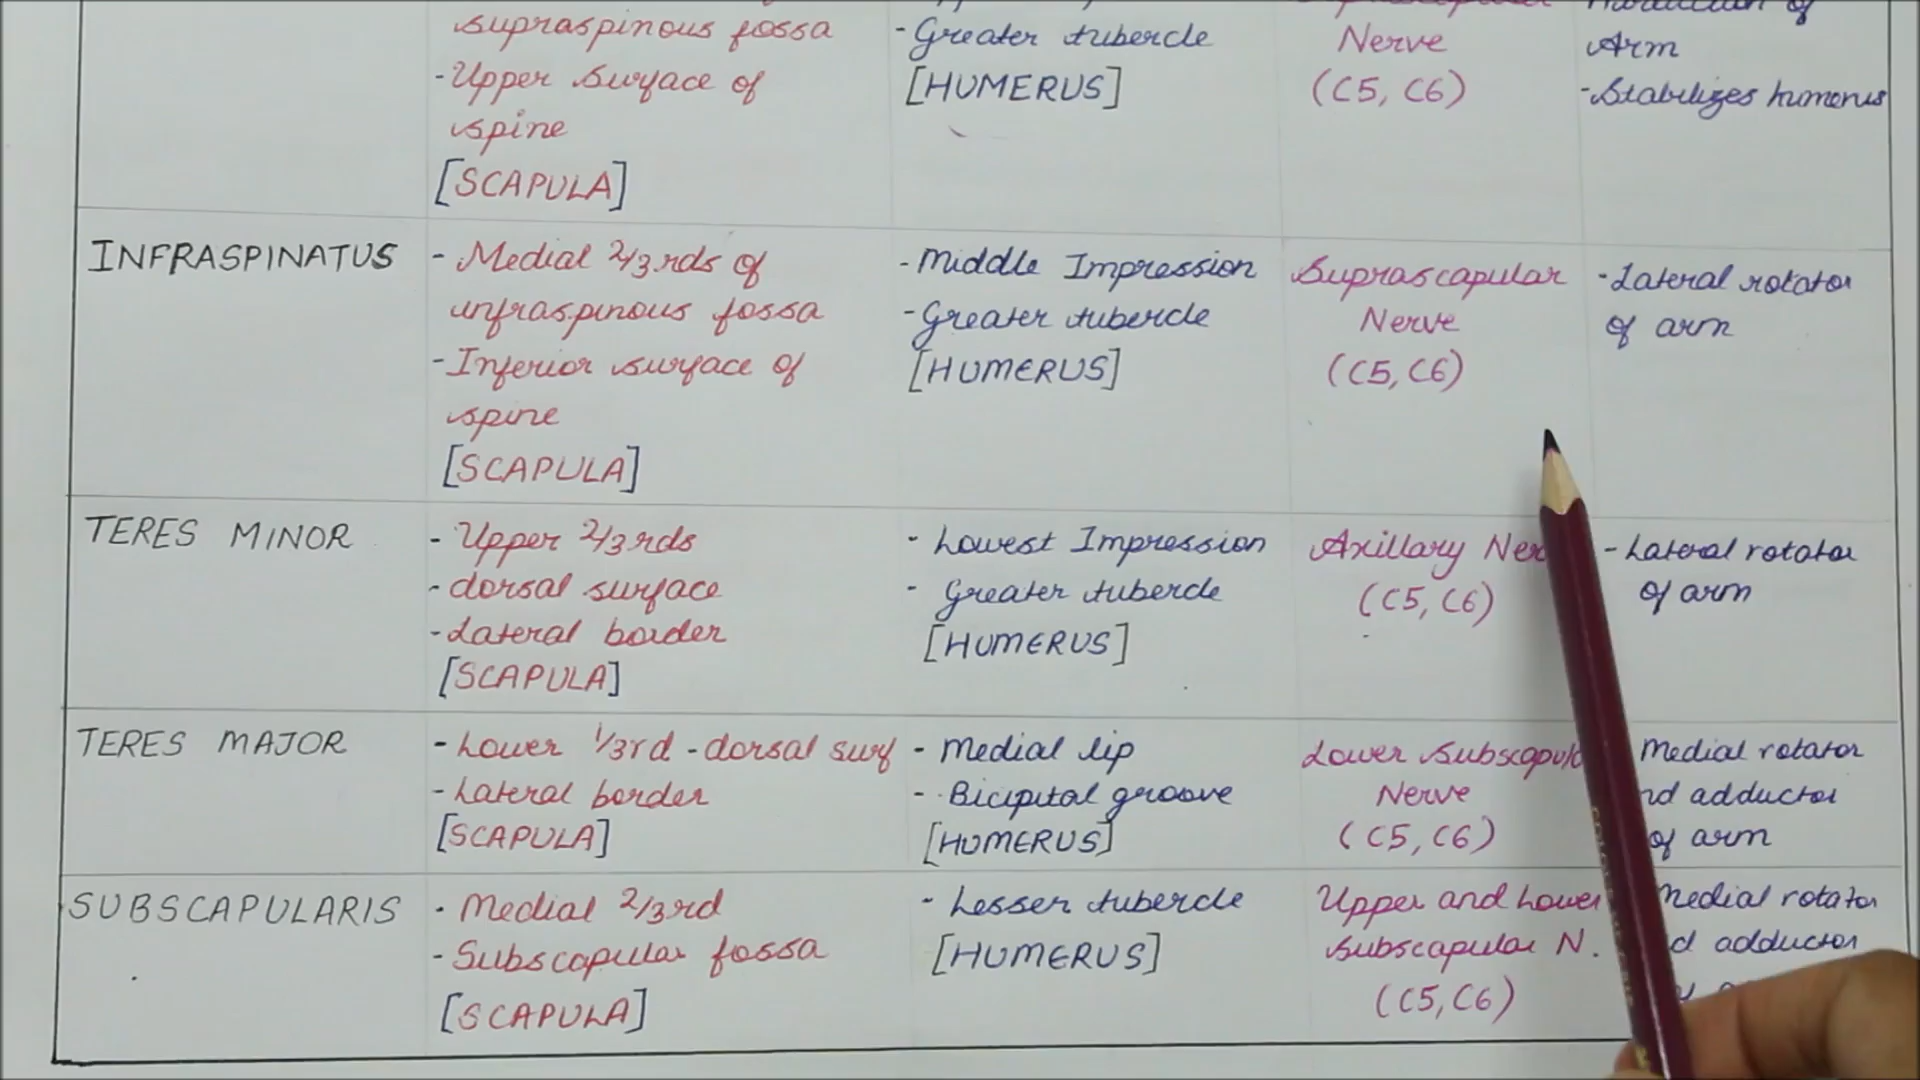 supraspinous fossa
-Upper surface of
spine
[SCAPULA]
-Greater tubercle
[HUMERUS]
Nerve
(C5, C6)
Arm
-Stabilizes humerus
INFRASPINATUS
- Medial 2/3rds of
infraspinous fossa
-Inferior surface of
spine
[SCAPULA]
-Middle Impression
-Greater tubercle
[HUMERUS]
Suprascapular
Nerve
(C5, C6)
-Lateral rotator
of arm
TERES MINOR
- Upper 2/3rds
-dorsal surface
-Lateral border
[SCAPULA]
- Lowest Impression
- Greater tubercle
[HUMERUS]
Axillary
(C5, C6)
-Lateral rotator
of arm
TERES MAJOR
-Lower 1/3rd -dorsal surf
-Lateral border
[SCAPULA]
- Medial lip
- Bicipital groove
[HUMERUS]
Lower
Nerve
(C5, C6)
Medial rotator
adductor
of arm
SUBSCAPULARIS
- Medial 2/3rd
-Subscapular fossa
[SCAPULA]
- Lesser tubercle
[HUMERUS]
Upper and Lower
Subscapular N.
(C5, C6)
Medial rotator
adductor